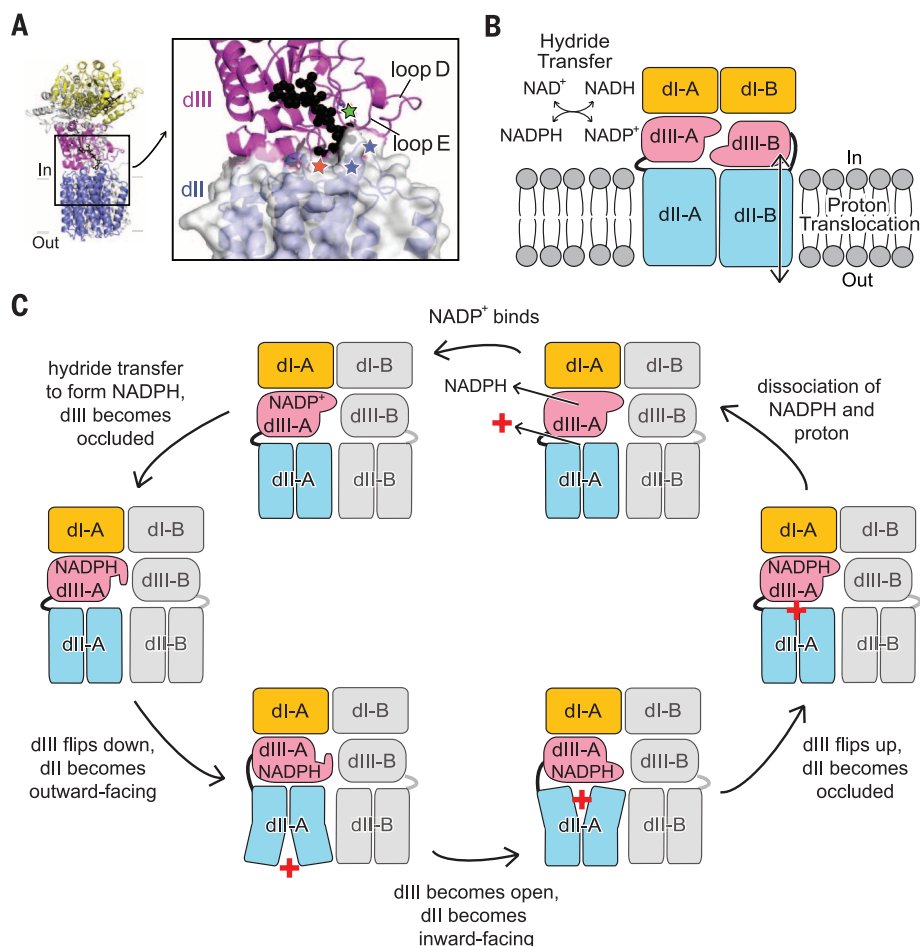 A
dIII
In
dII
Out
loop D
loop E
B
Hydride
Transfer
NAD+
NADH
NADPH
NADP+
dI-A
dI-B
dIII-A
dIII-B
dII-A
dII-B
In
Proton
Translocation
Out
C
NADP+ binds
hydride transfer
to form NADPH,
dIII becomes
occluded
dI-A
dI-B
NADP+
dIII-A
dIII-B
dII-A
dII-B
NADPH
+
dI-A
dI-B
dIII-A
dIII-B
dII-A
dII-B
dissociation of
NADPH and
proton
dI-A
dI-B
NADPH
dIII-A
dIII-B
dII-A
dII-B
dI-A
dI-B
NADPH
dIII-A
dIII-B
+
dII-A
dII-B
dIII flips down,
dII becomes
outward-facing
dI-A
dI-B
dIII-A
NADPH
dIII-B
dII-A
dII-B
+
dI-A
dI-B
dIII-A
NADPH
dIII-B
+
dII-A
dII-B
dIII flips up,
dII becomes
occluded
dIII becomes open,
dII becomes
inward-facing